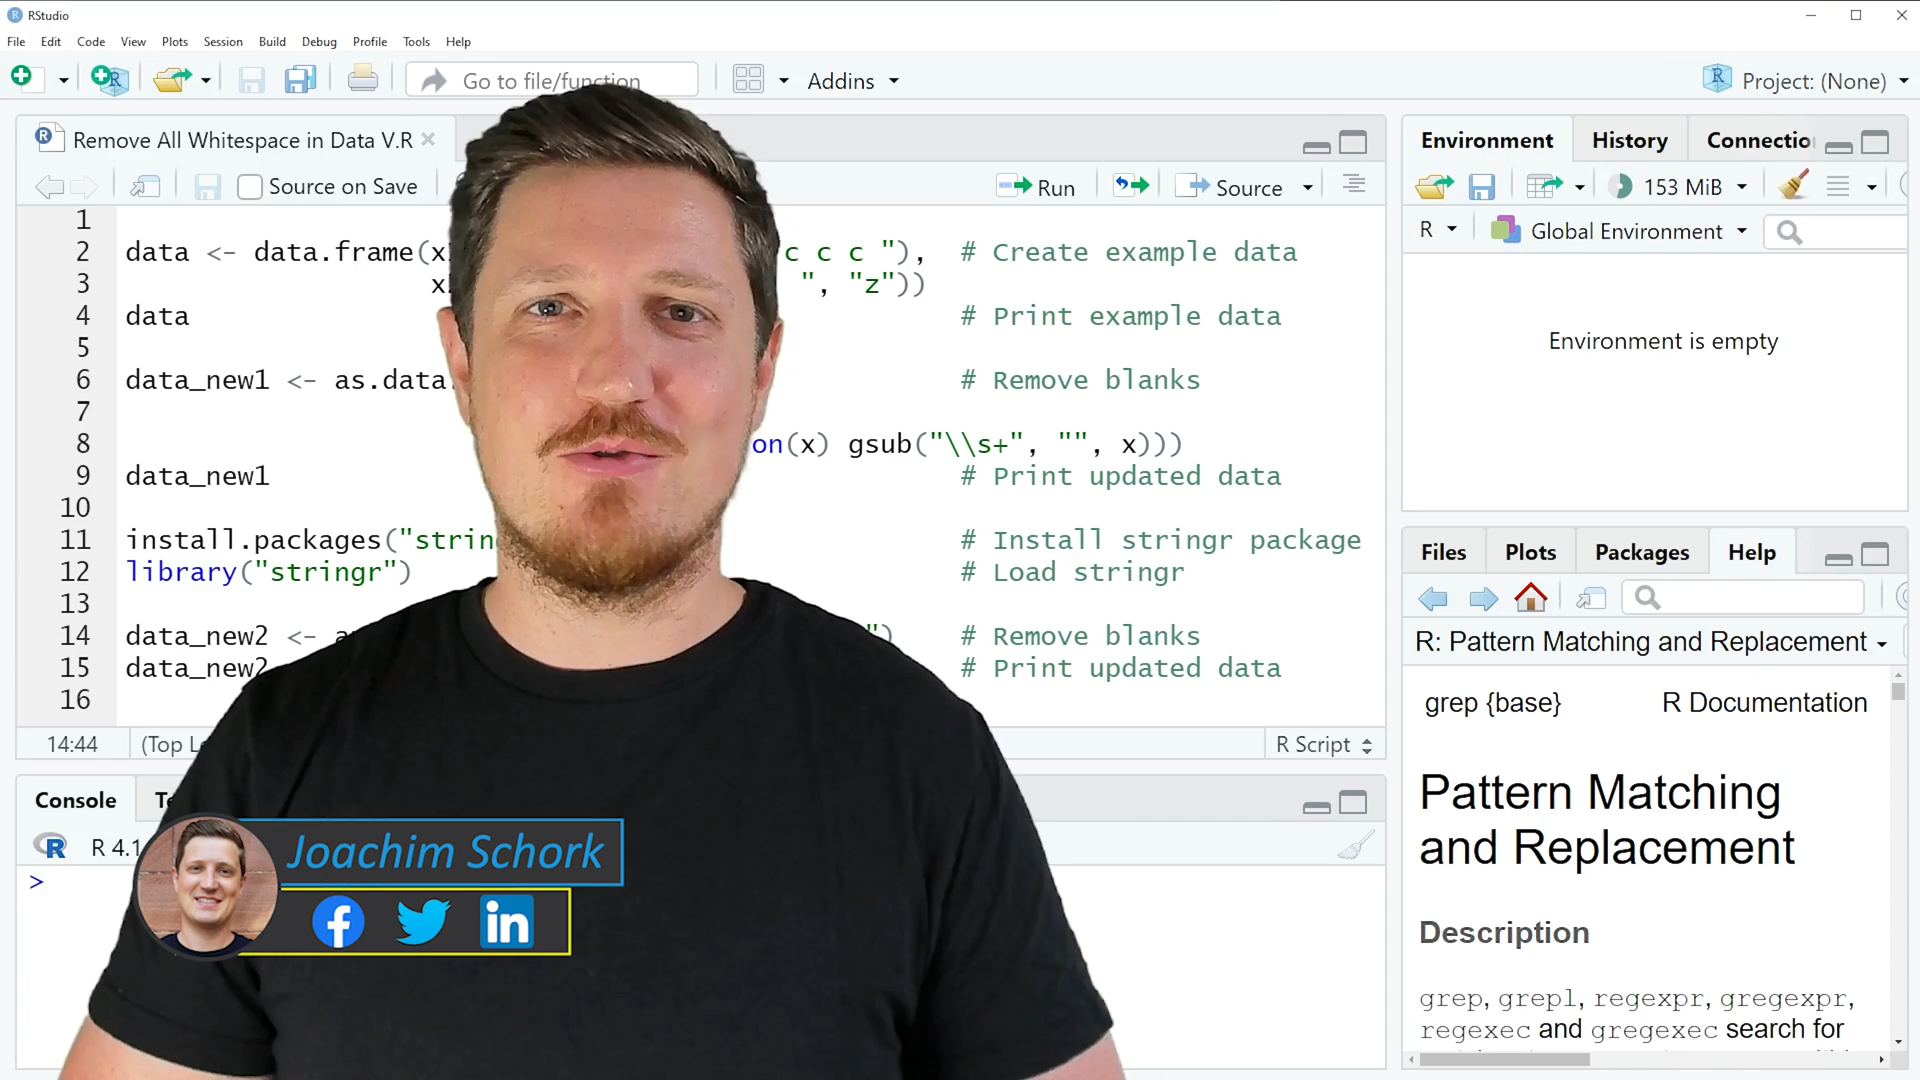 RStudio
File Edit Code View Plots Session Build Debug Profile Tools Help
Go to file/function Addins Project: (None)
Remove All Whitespace in Data V.R
Source on Save Run Source
1
2 data <- data.frame(x c c c "), # Create example data
3 ", "z"))
4 data # Print example data
5
6 data_new1 <- as.data. # Remove blanks
7
8 on(x) gsub("\\s+", "", x)))
9 data_new1 # Print updated data
10
11 install.packages("strin # Install stringr package
12 library("stringr") # Load stringr
13
14 data_new2 <- ") # Remove blanks
15 data_new2 # Print updated data
16
14:44 (Top L R Script
Console
R 4.1
>
Joachim Schork
f in
Environment History Connectio
153 MiB
R Global Environment
Environment is empty
Files Plots Packages Help
R: Pattern Matching and Replacement
grep {base} R Documentation
Pattern Matching
and Replacement
Description
grep, grepl, regexpr, gregexpr,
regexec and gregexec search for